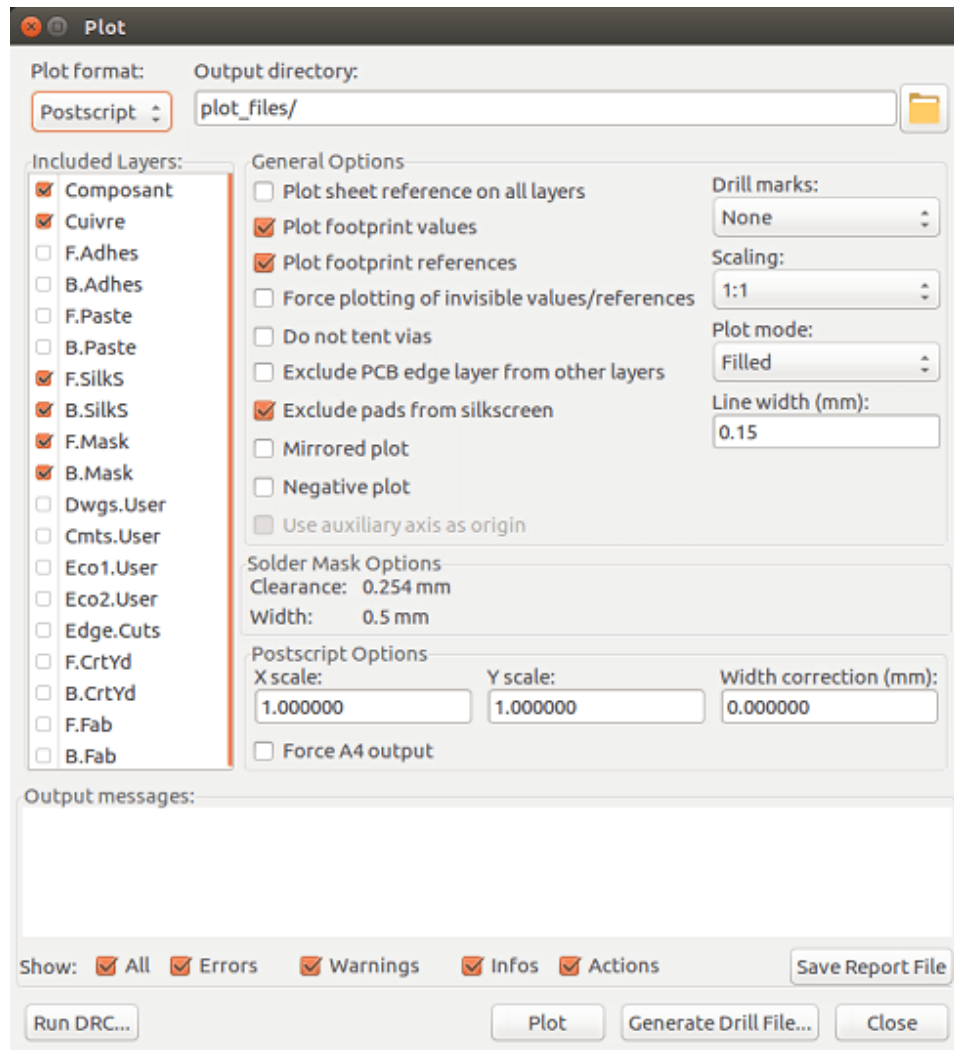 Plot
Plot format:
Postscript
Output directory:
plot_files/
Included Layers:
Composant
Cuivre
F.Adhes
B.Adhes
F.Paste
B.Paste
F.SilkS
B.SilkS
F.Mask
B.Mask
Dwgs.User
Cmts.User
Eco1.User
Eco2.User
Edge.Cuts
F.CrtYd
B.CrtYd
F.Fab
B.Fab
General Options
Plot sheet reference on all layers
Plot footprint values
Plot footprint references
Force plotting of invisible values/references
Do not tent vias
Exclude PCB edge layer from other layers
Exclude pads from silkscreen
Mirrored plot
Negative plot
Use auxiliary axis as origin
Drill marks:
None
Scaling:
1:1
Plot mode:
Filled
Line width (mm):
0.15
Solder Mask Options
Clearance: 0.254 mm
Width: 0.5 mm
Postscript Options
X scale:
1.000000
Y scale:
1.000000
Width correction (mm):
0.000000
Force A4 output
Output messages:
Show: All Errors Warnings Infos Actions
Save Report File
Run DRC... Plot Generate Drill File... Close